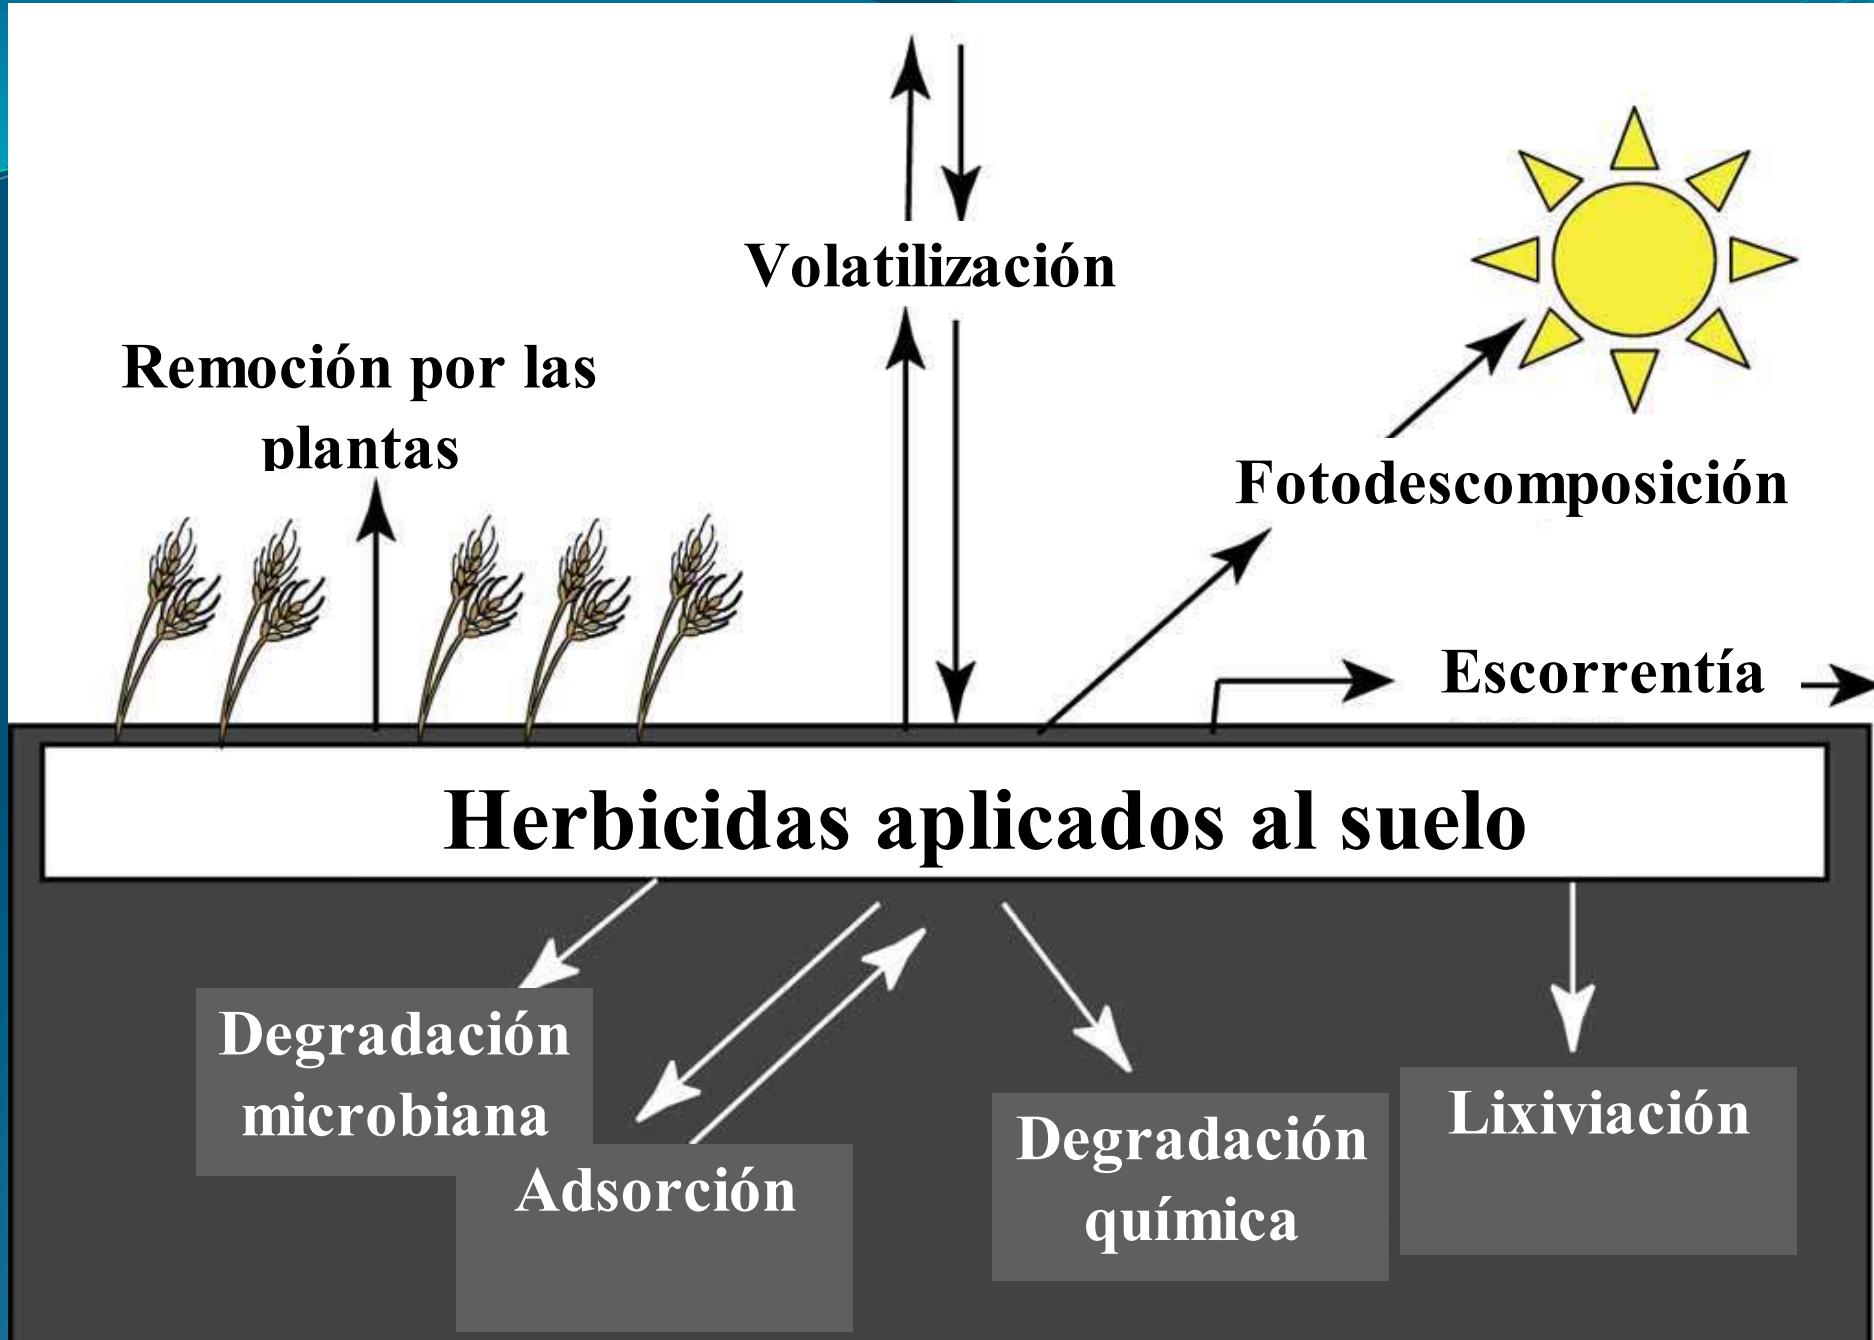 Volatilización
Remoción por las
plantas
Fotodescomposición
Escorrentía
Herbicidas aplicados al suelo
Degradación
microbiana
Adsorción
Degradación
química
Lixiviación